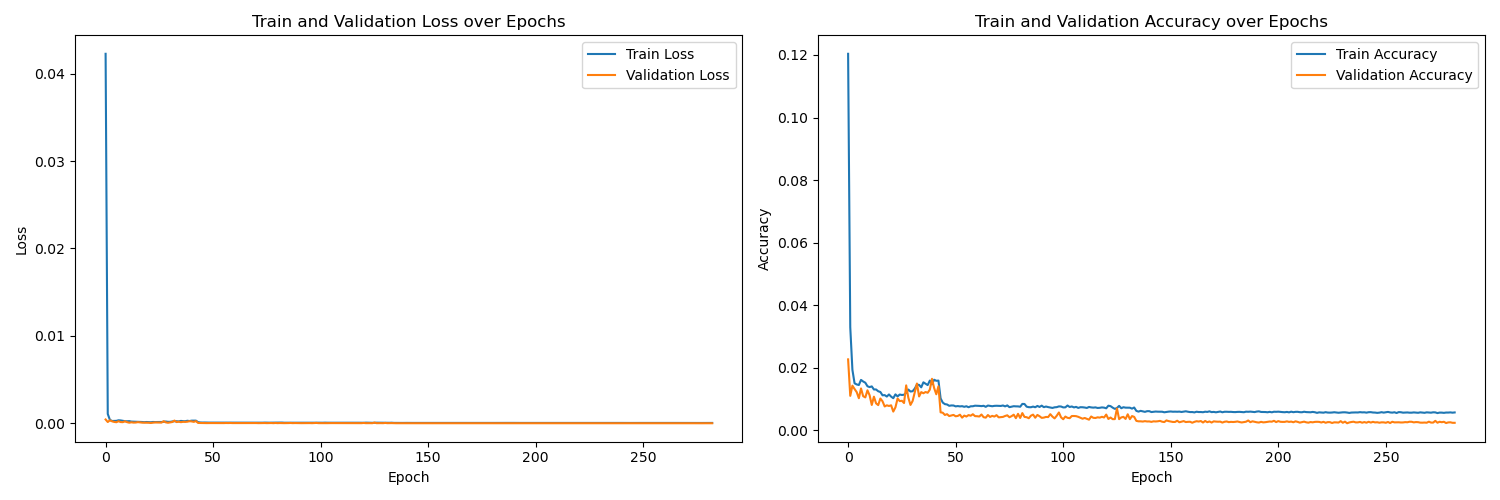 Train and Validation Loss over Epochs
Train Loss
Validation Loss
0.04
0.03
0.02
0.01
0.00
Loss
0
50
100
150
200
250
Epoch
Train and Validation Accuracy over Epochs
Train Accuracy
Validation Accuracy
0.12
0.10
0.08
0.06
0.04
0.02
0.00
Accuracy
0
50
100
150
200
250
Epoch